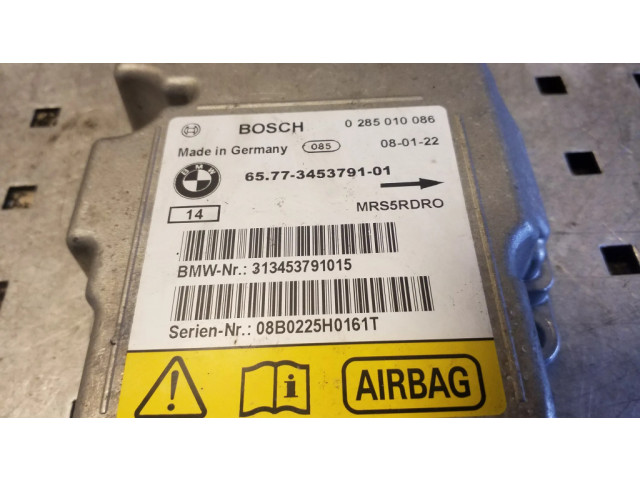 BOSCH 0 285 010 086
Made in Germany 085 08-01-22
BMW 65.77-3453791-01
14 MRS5RDRO
BMW-Nr.: 313453791015
Serien-Nr.: 08B0225H0161T
! i AIRBAG